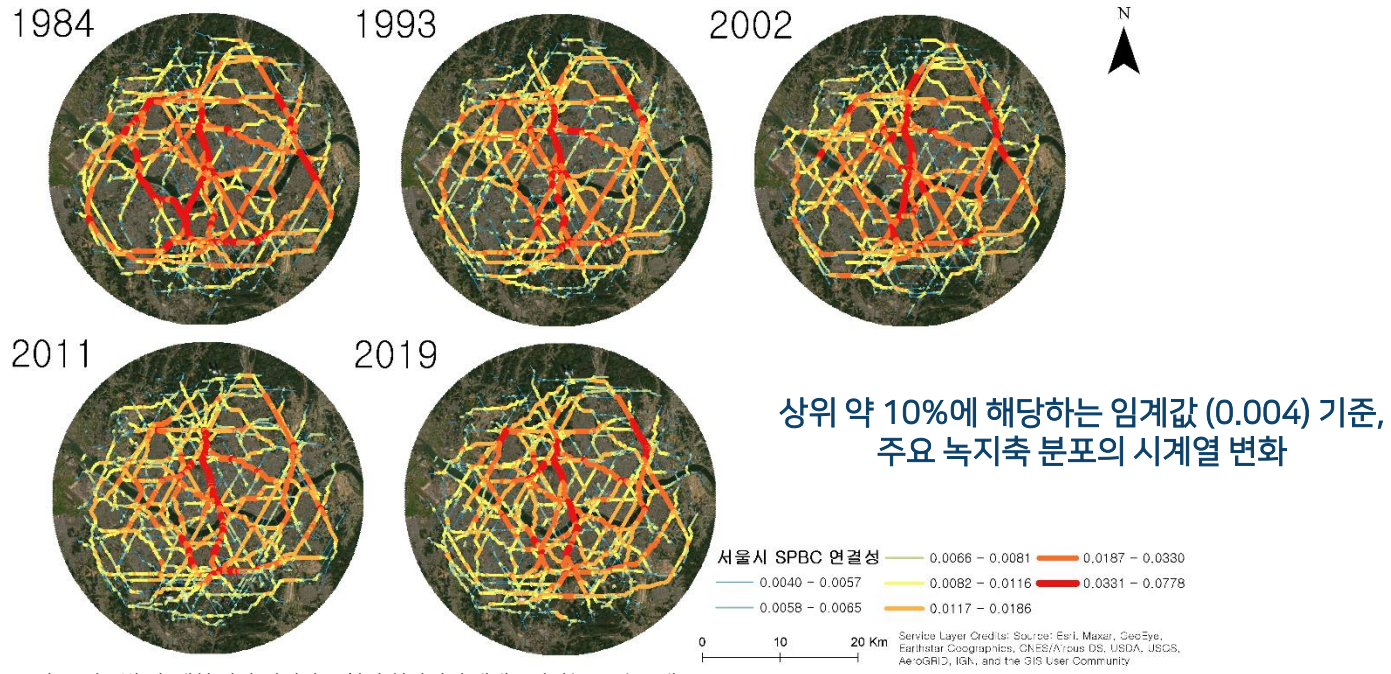 1984
1993
2002
N
2011
2019
상위 약 10%에 해당하는 임계값 (0.004) 기준,
주요 녹지축 분포의 시계열 변화
서울시 SPBC 연결성
0.0040 - 0.0057
0.0058 - 0.0065
0.0066 - 0.0081
0.0082 - 0.0116
0.0117 - 0.0186
0.0187 - 0.0330
0.0331 - 0.0778
0 10 20 Km
Service Layer Credits: Source: Esri, Maxar, GeoEye,
Earthstar Geographics, CNES/Airbus DS, USDA, USGS,
AeroGRID, IGN, and the GIS User Community